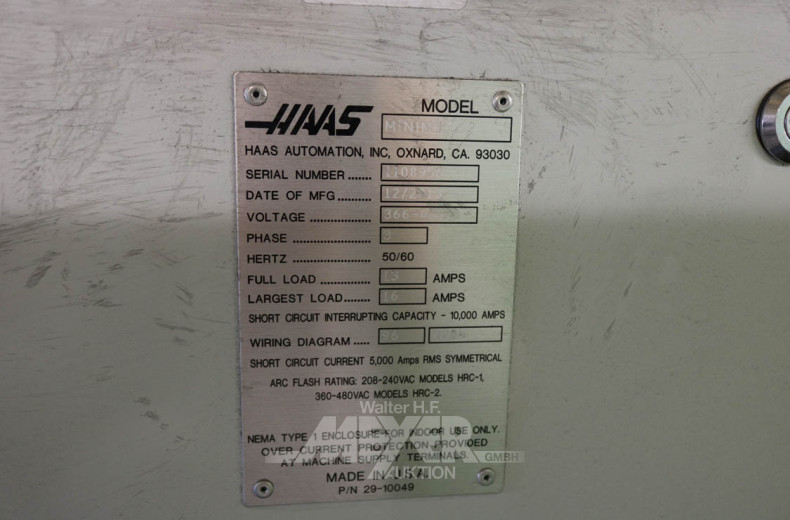 HAAS
MODEL
HAAS AUTOMATION, INC, OXNARD, CA. 93030
SERIAL NUMBER .......
DATE OF MFG ...........
VOLTAGE ..................
PHASE ......................
HERTZ ...................... 50/60
FULL LOAD ............... AMPS
LARGEST LOAD........ 16 AMPS
SHORT CIRCUIT INTERRUPTING CAPACITY - 10,000 AMPS
WIRING DIAGRAM .....
SHORT CIRCUIT CURRENT 5,000 Amps RMS SYMMETRICAL
ARC FLASH RATING: 208-240VAC MODELS HRC-1,
360-480VAC MODELS HRC-2.
Walter H.F.
NEMA TYPE 1 ENCLOSURE-FOR INDOOR USE ONLY.
OVER CURRENT PROTECTION PROVIDED
AT MACHINE SUPPLY TERMINALS.
GMBH
AUKTION
MADE IN U.S.A.
P/N 29-10049